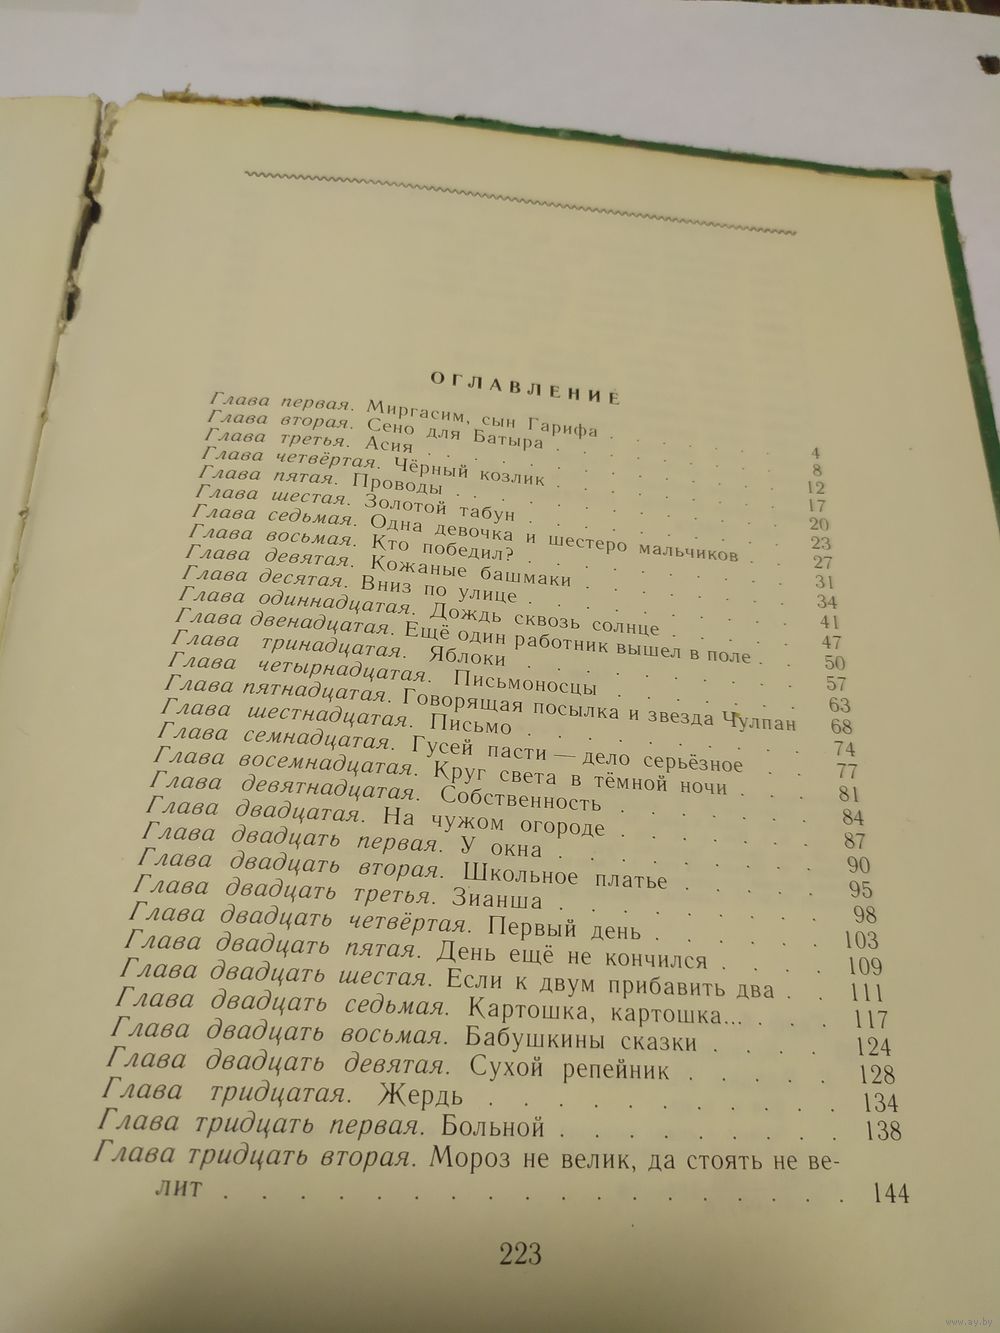 ОГЛАВЛЕНИЕ
Глава первая. Миргасим, сын Гарифа . . . . . . . 4
Глава вторая. Сено для Батыра . . . . . . . . . 8
Глава третья. Асия . . . . . . . . . . . . . 12
Глава четвёртая. Чёрный козлик . . . . . . . . . 17
Глава пятая. Проводы . . . . . . . . . . . . 20
Глава шестая. Золотой табун . . . . . . . . . . 23
Глава седьмая. Одна девочка и шестеро мальчиков . . 27
Глава восьмая. Кто победил? . . . . . . . . . . 31
Глава девятая. Кожаные башмаки . . . . . . . . 34
Глава десятая. Вниз по улице . . . . . . . . . . 41
Глава одиннадцатая. Дождь сквозь солнце . . . . . 47
Глава двенадцатая. Ещё один работник вышел в поле . . 50
Глава тринадцатая. Яблоки . . . . . . . . . . 57
Глава четырнадцатая. Письмоносцы . . . . . . . 63
Глава пятнадцатая. Говорящая посылка и звезда Чулпан 68
Глава шестнадцатая. Письмо . . . . . . . . . . 74
Глава семнадцатая. Гусей пасти — дело серьёзное . . 77
Глава восемнадцатая. Круг света в тёмной ночи . . . 81
Глава девятнадцатая. Собственность . . . . . . . 84
Глава двадцатая. На чужом огороде . . . . . . . 87
Глава двадцать первая. У окна . . . . . . . . . 90
Глава двадцать вторая. Школьное платье . . . . . 95
Глава двадцать третья. Зианша . . . . . . . . . 98
Глава двадцать четвёртая. Первый день . . . . . . 103
Глава двадцать пятая. День ещё не кончился . . . . 109
Глава двадцать шестая. Если к двум прибавить два . . 111
Глава двадцать седьмая. Картошка, картошка... . . . 117
Глава двадцать восьмая. Бабушкины сказки . . . . 124
Глава двадцать девятая. Сухой репейник . . . . . 128
Глава тридцатая. Жердь . . . . . . . . . . 134
Глава тридцать первая. Больной . . . . . . . . 138
Глава тридцать вторая. Мороз не велик, да стоять не ве-
лит . . . . . . . . . . . . . . . . . 144
223
www.ay.by